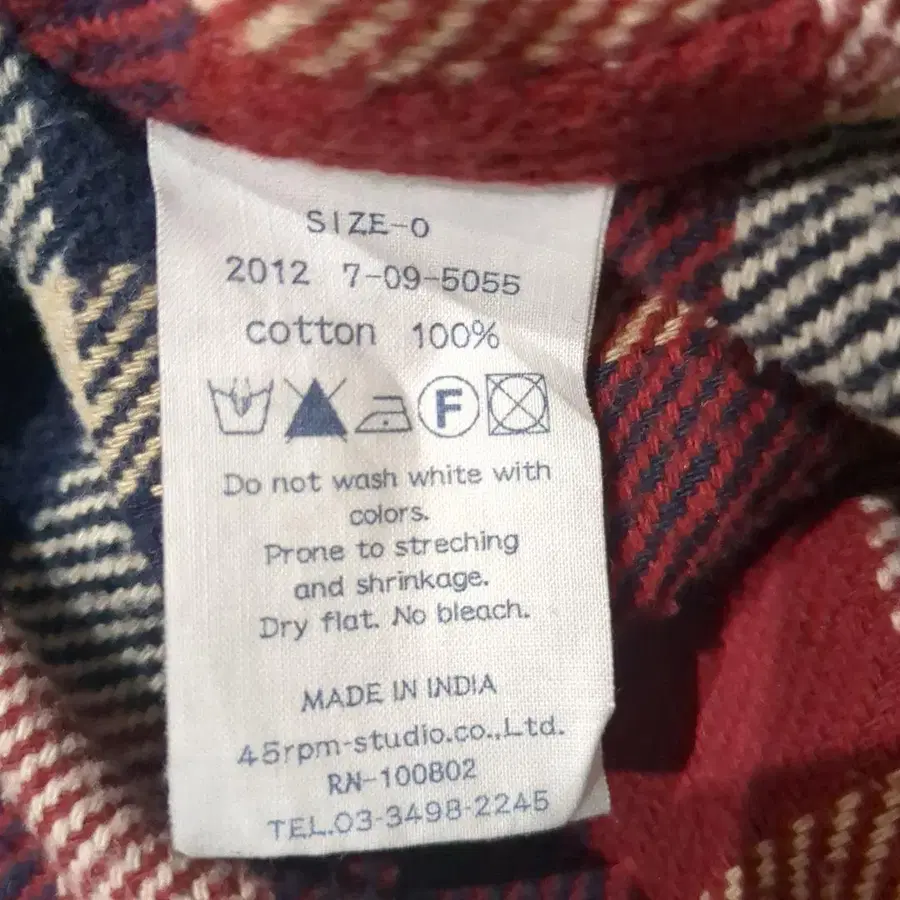 SIZE-0
2012 7-09-5055
cotton 100%
F
Do not wash white with
colors.
Prone to streching
and shrinkage.
Dry flat. No bleach.
MADE IN INDIA
45rpm-studio.co.,Ltd.
RN-100802
TEL.03-3498-2245